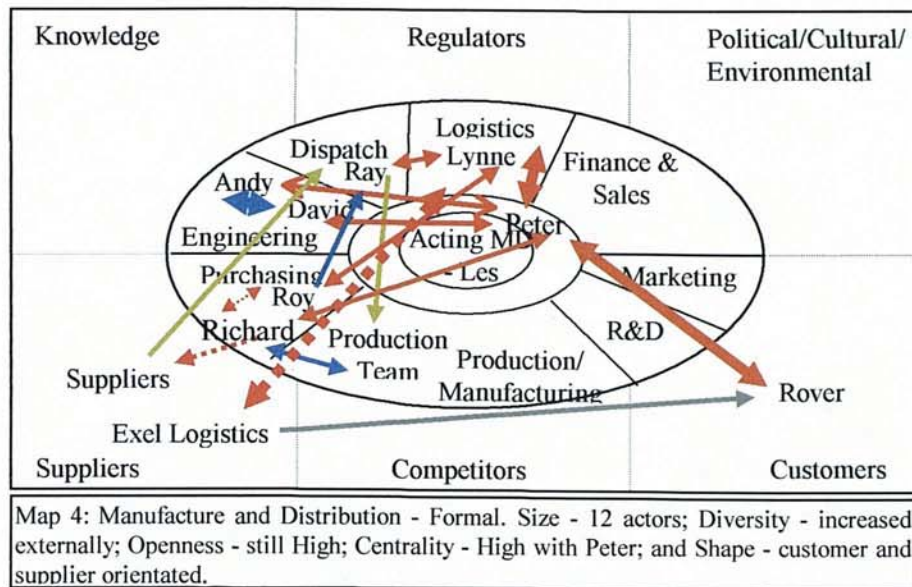 Knowledge
Regulators
Political/Cultural/
Environmental
Logistics
Dispatch
Lynne
Finance &
Sales
Ray
Andy
David
Peter
Engineering
Acting MD
- Les
Purchasing
Marketing
Roy
R&D
Richard
Production
Team
Production/
Manufacturing
Suppliers
Rover
Exel Logistics
Suppliers
Competitors
Customers
Map 4: Manufacture and Distribution - Formal. Size - 12 actors; Diversity - increased
externally; Openness - still High; Centrality - High with Peter; and Shape - customer and
supplier orientated.